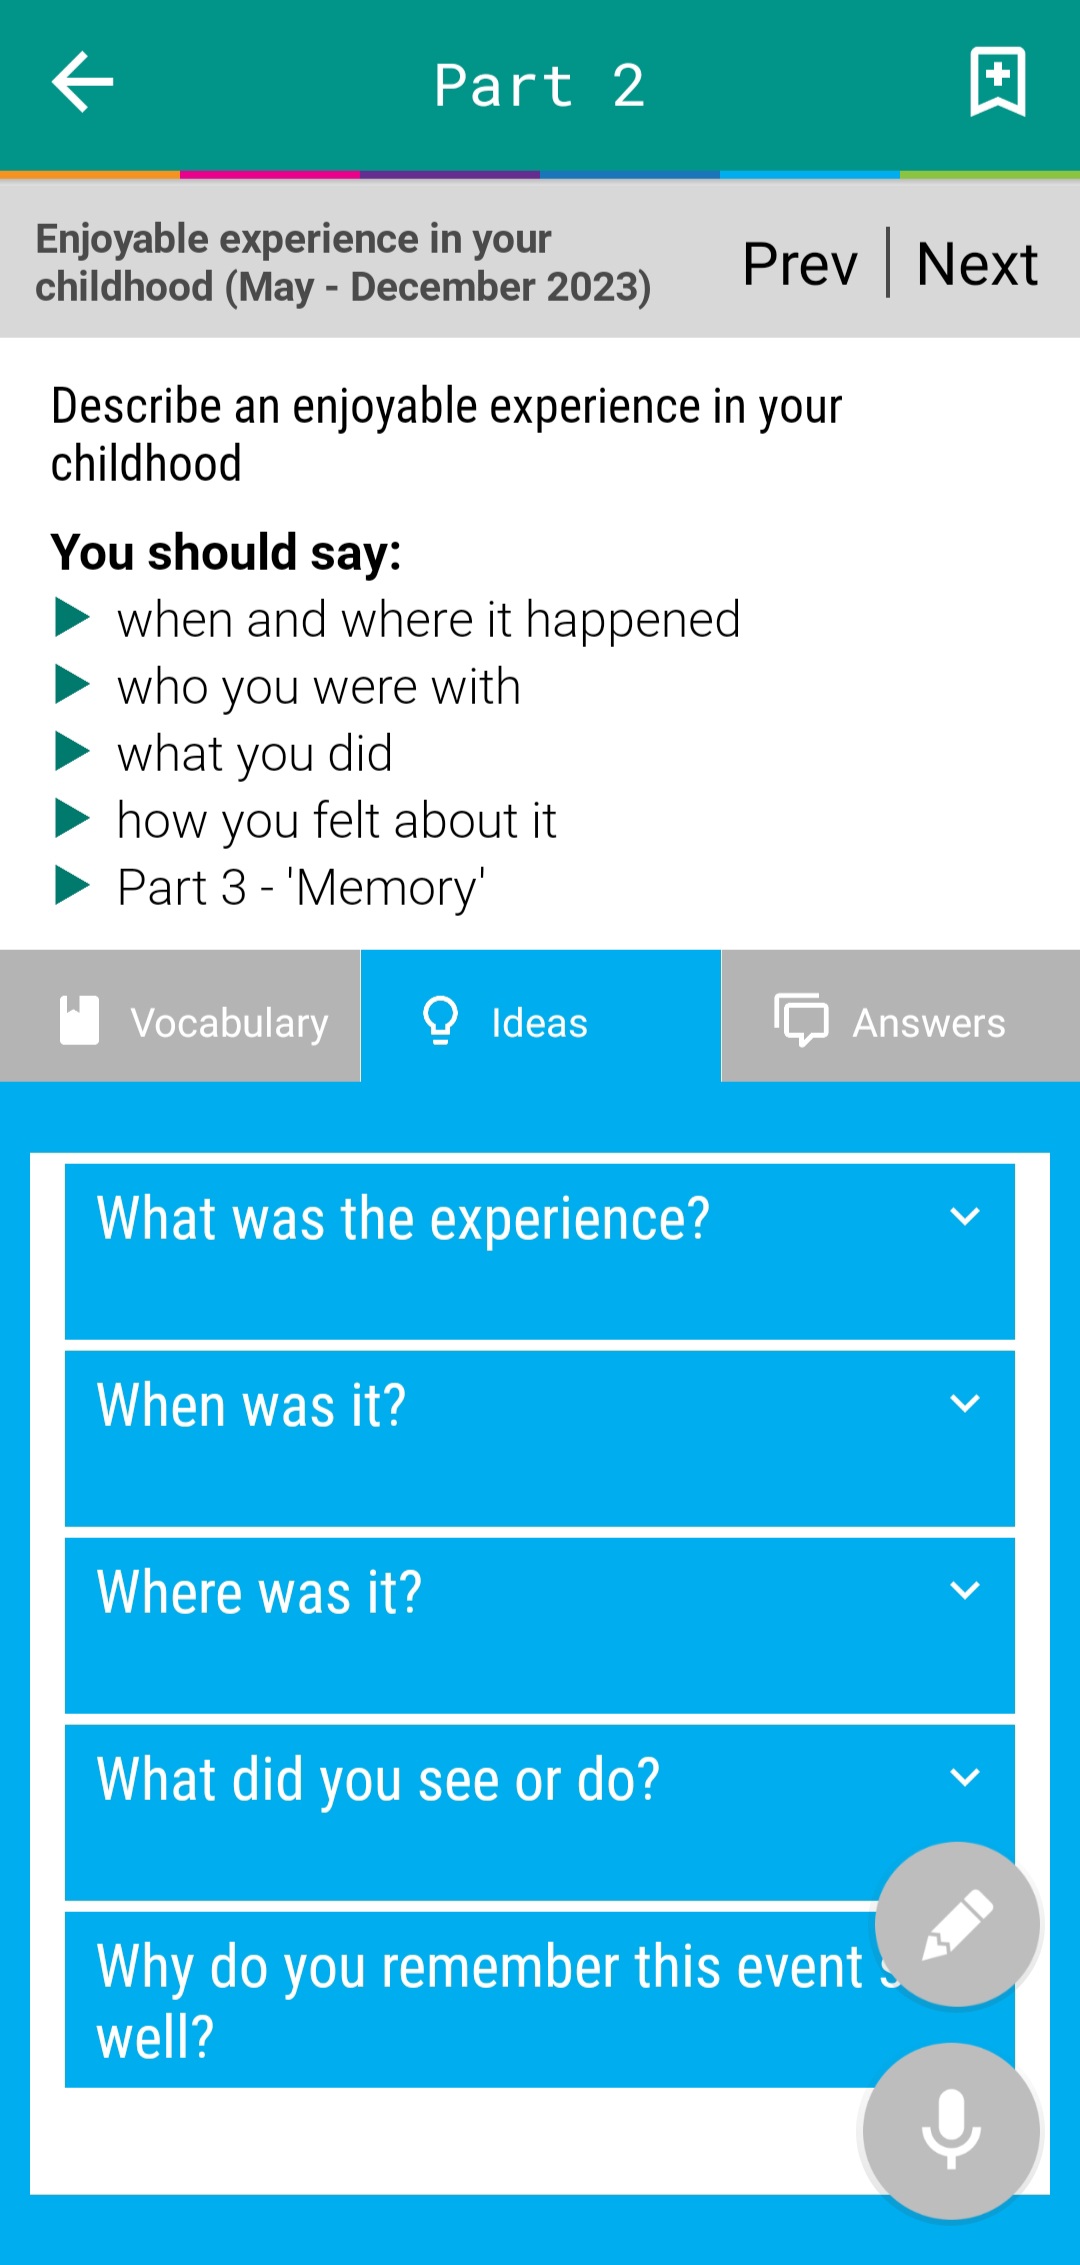 Part 2
Enjoyable experience in your
childhood (May - December 2023)
Prev | Next
Describe an enjoyable experience in your
childhood
You should say:
when and where it happened
who you were with
what you did
how you felt about it
Part 3 - 'Memory'
Vocabulary
Ideas
Answers
What was the experience?
When was it?
Where was it?
What did you see or do?
Why do you remember this event
well?